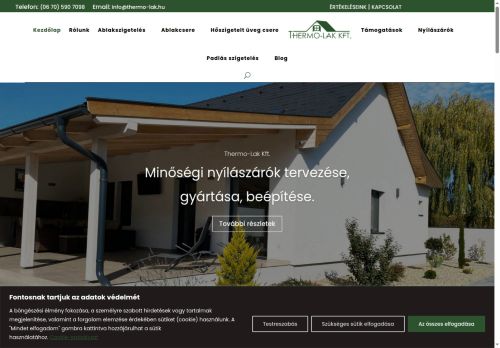 Telefon: (06 70) 590 7098 Email: info@thermo-lak.hu ÉRTÉKELÉSEINK | KAPCSOLAT
Kezdőlap Rólunk Ablakszigetelés Ablakcsere Hőszigetelt üveg csere THERMO-LAK KFT. Támogatások Nyílászárók
Padlás szigetelés Blog
Thermo-Lak Kft.
Minőségi nyílászárók tervezése,
gyártása, beépítése.
További részletek
Fontosnak tartjuk az adatok védelmét
A böngészési élmény fokozása, a személyre szabott hirdetések vagy tartalmak
megjelenítése, valamint a forgalom elemzése érdekében sütiket (cookie) használunk. A
"Mindet elfogadom" gombra kattintva hozzájárulhat a sütik
használatához. Cookie szabályzat
Testreszabás Szükséges sütik elfogadása Az összes elfogadása